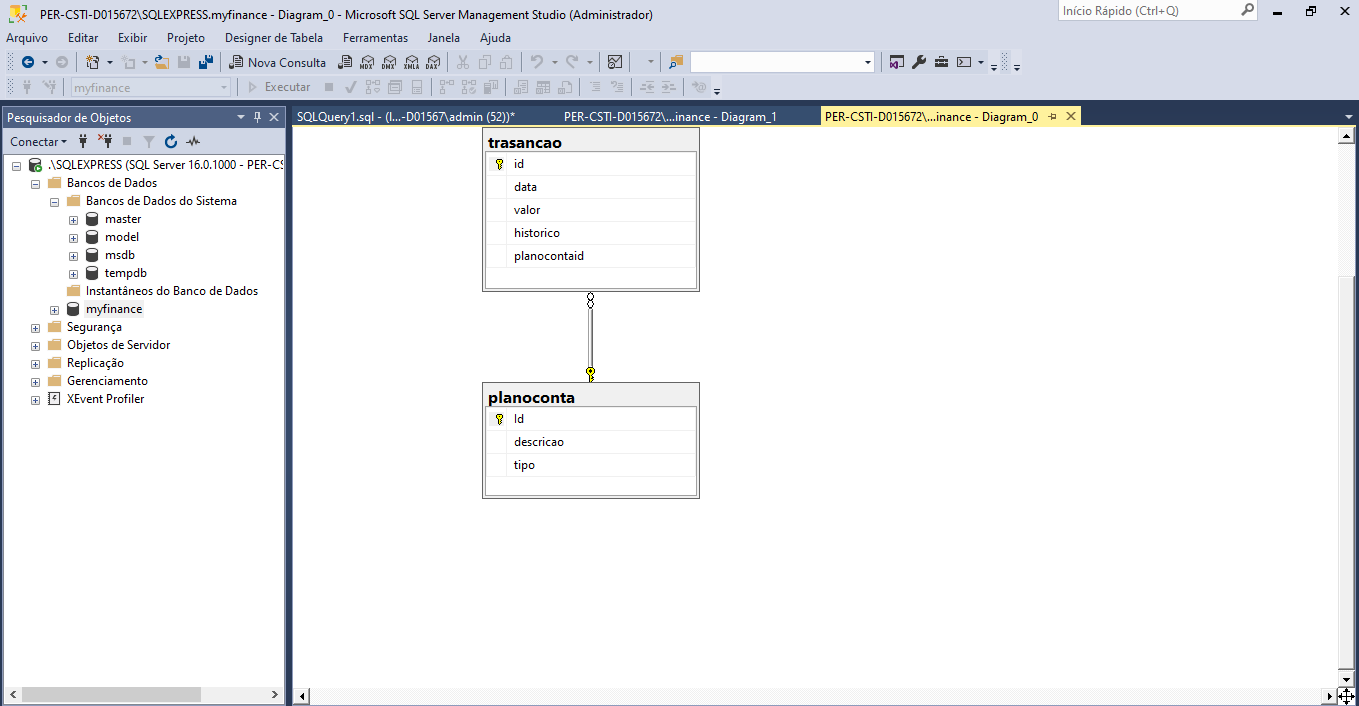 PER-CSTI-D015672\SQLEXPRESS.myfinance - Diagram_0 - Microsoft SQL Server Management Studio (Administrador)
Início Rápido (Ctrl+Q)
Arquivo Editar Exibir Projeto Designer de Tabela Ferramentas Janela Ajuda
Nova Consulta MDX DMX XMLA DAX
myfinance Executar
Pesquisador de Objetos
SQLQuery1.sql - (l...-D01567\admin (52))* PER-CSTI-D015672\...inance - Diagram_1 PER-CSTI-D015672\...inance - Diagram_0
Conectar
.\SQLEXPRESS (SQL Server 16.0.1000 - PER-CS
Bancos de Dados
Bancos de Dados do Sistema
master
model
msdb
tempdb
Instantâneos do Banco de Dados
myfinance
Segurança
Objetos de Servidor
Replicação
Gerenciamento
XEvent Profiler
trasancao
id
data
valor
historico
planocontaid
planoconta
Id
descricao
tipo